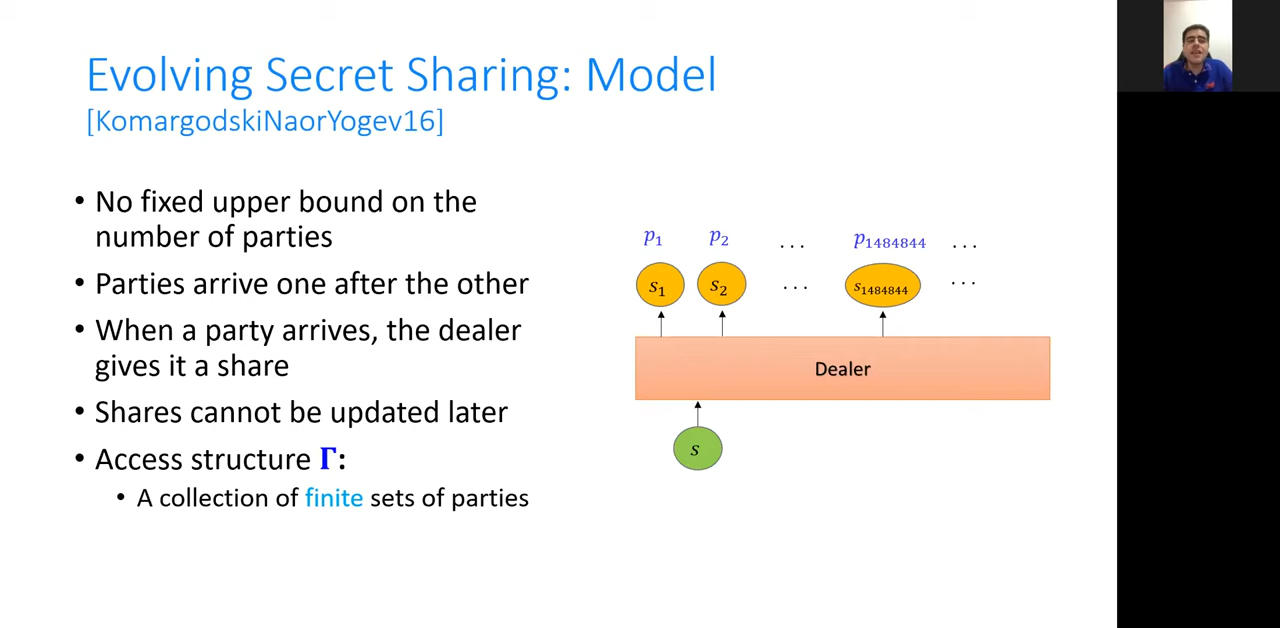 Evolving Secret Sharing: Model
[KomargodskiNaorYogev16]
• No fixed upper bound on the
number of parties
• Parties arrive one after the other
• When a party arrives, the dealer
gives it a share
• Shares cannot be updated later
• Access structure Γ:
• A collection of finite sets of parties
p₁ p₂ ... p₁₄₈₄₈₄₄ ...
s₁ s₂ ... s₁₄₈₄₈₄₄ ...
Dealer
s